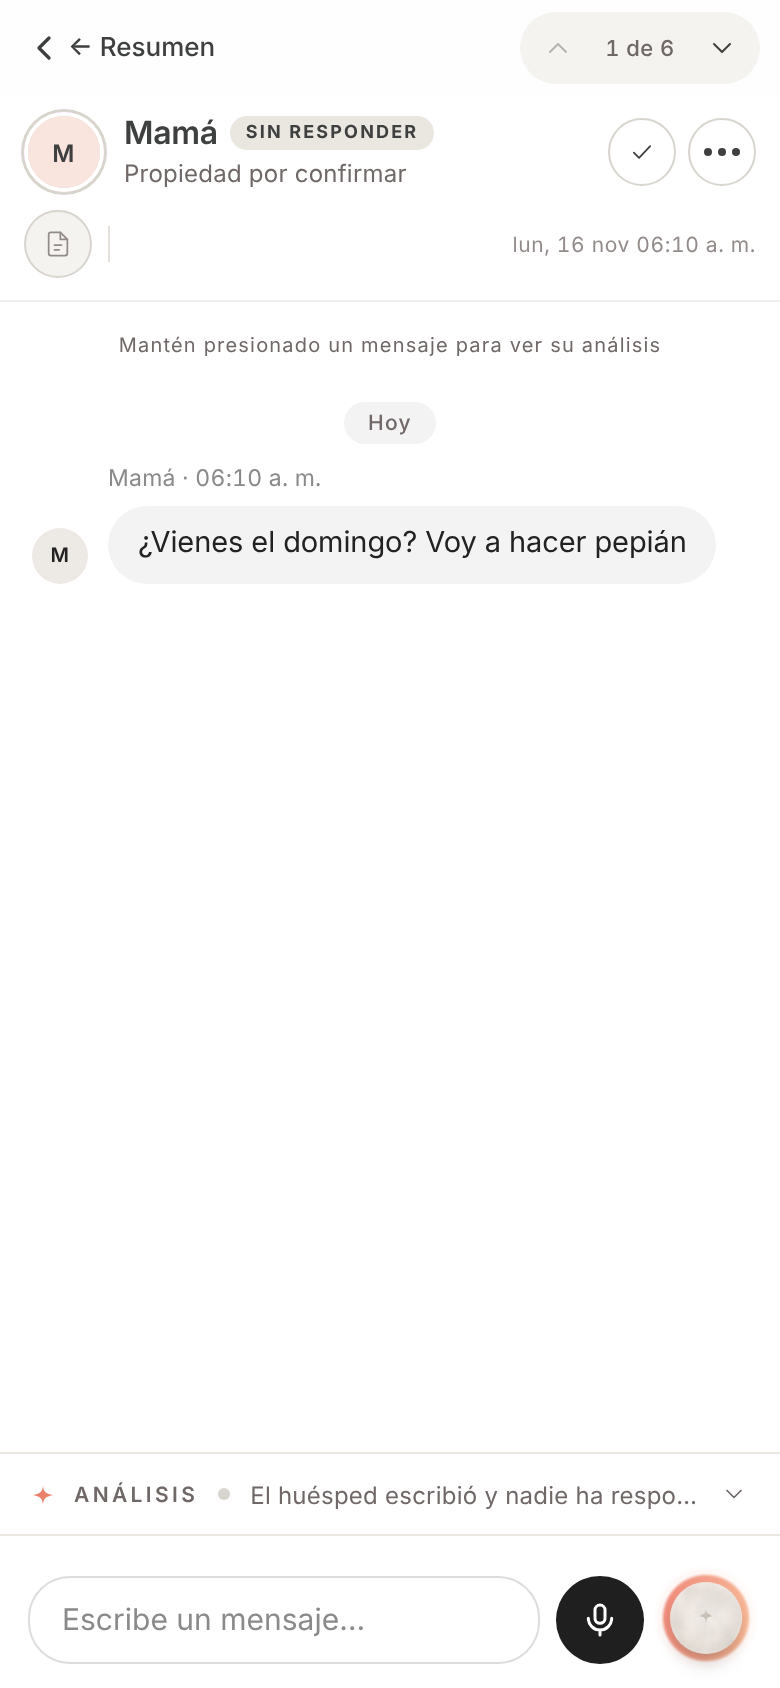 ← Resumen
1 de 6
M
Mamá
SIN RESPONDER
Propiedad por confirmar
lun, 16 nov 06:10 a. m.
Mantén presionado un mensaje para ver su análisis
Hoy
Mamá · 06:10 a. m.
M
¿Vienes el domingo? Voy a hacer pepián
ANÁLISIS
El huésped escribió y nadie ha respo...
Escribe un mensaje...